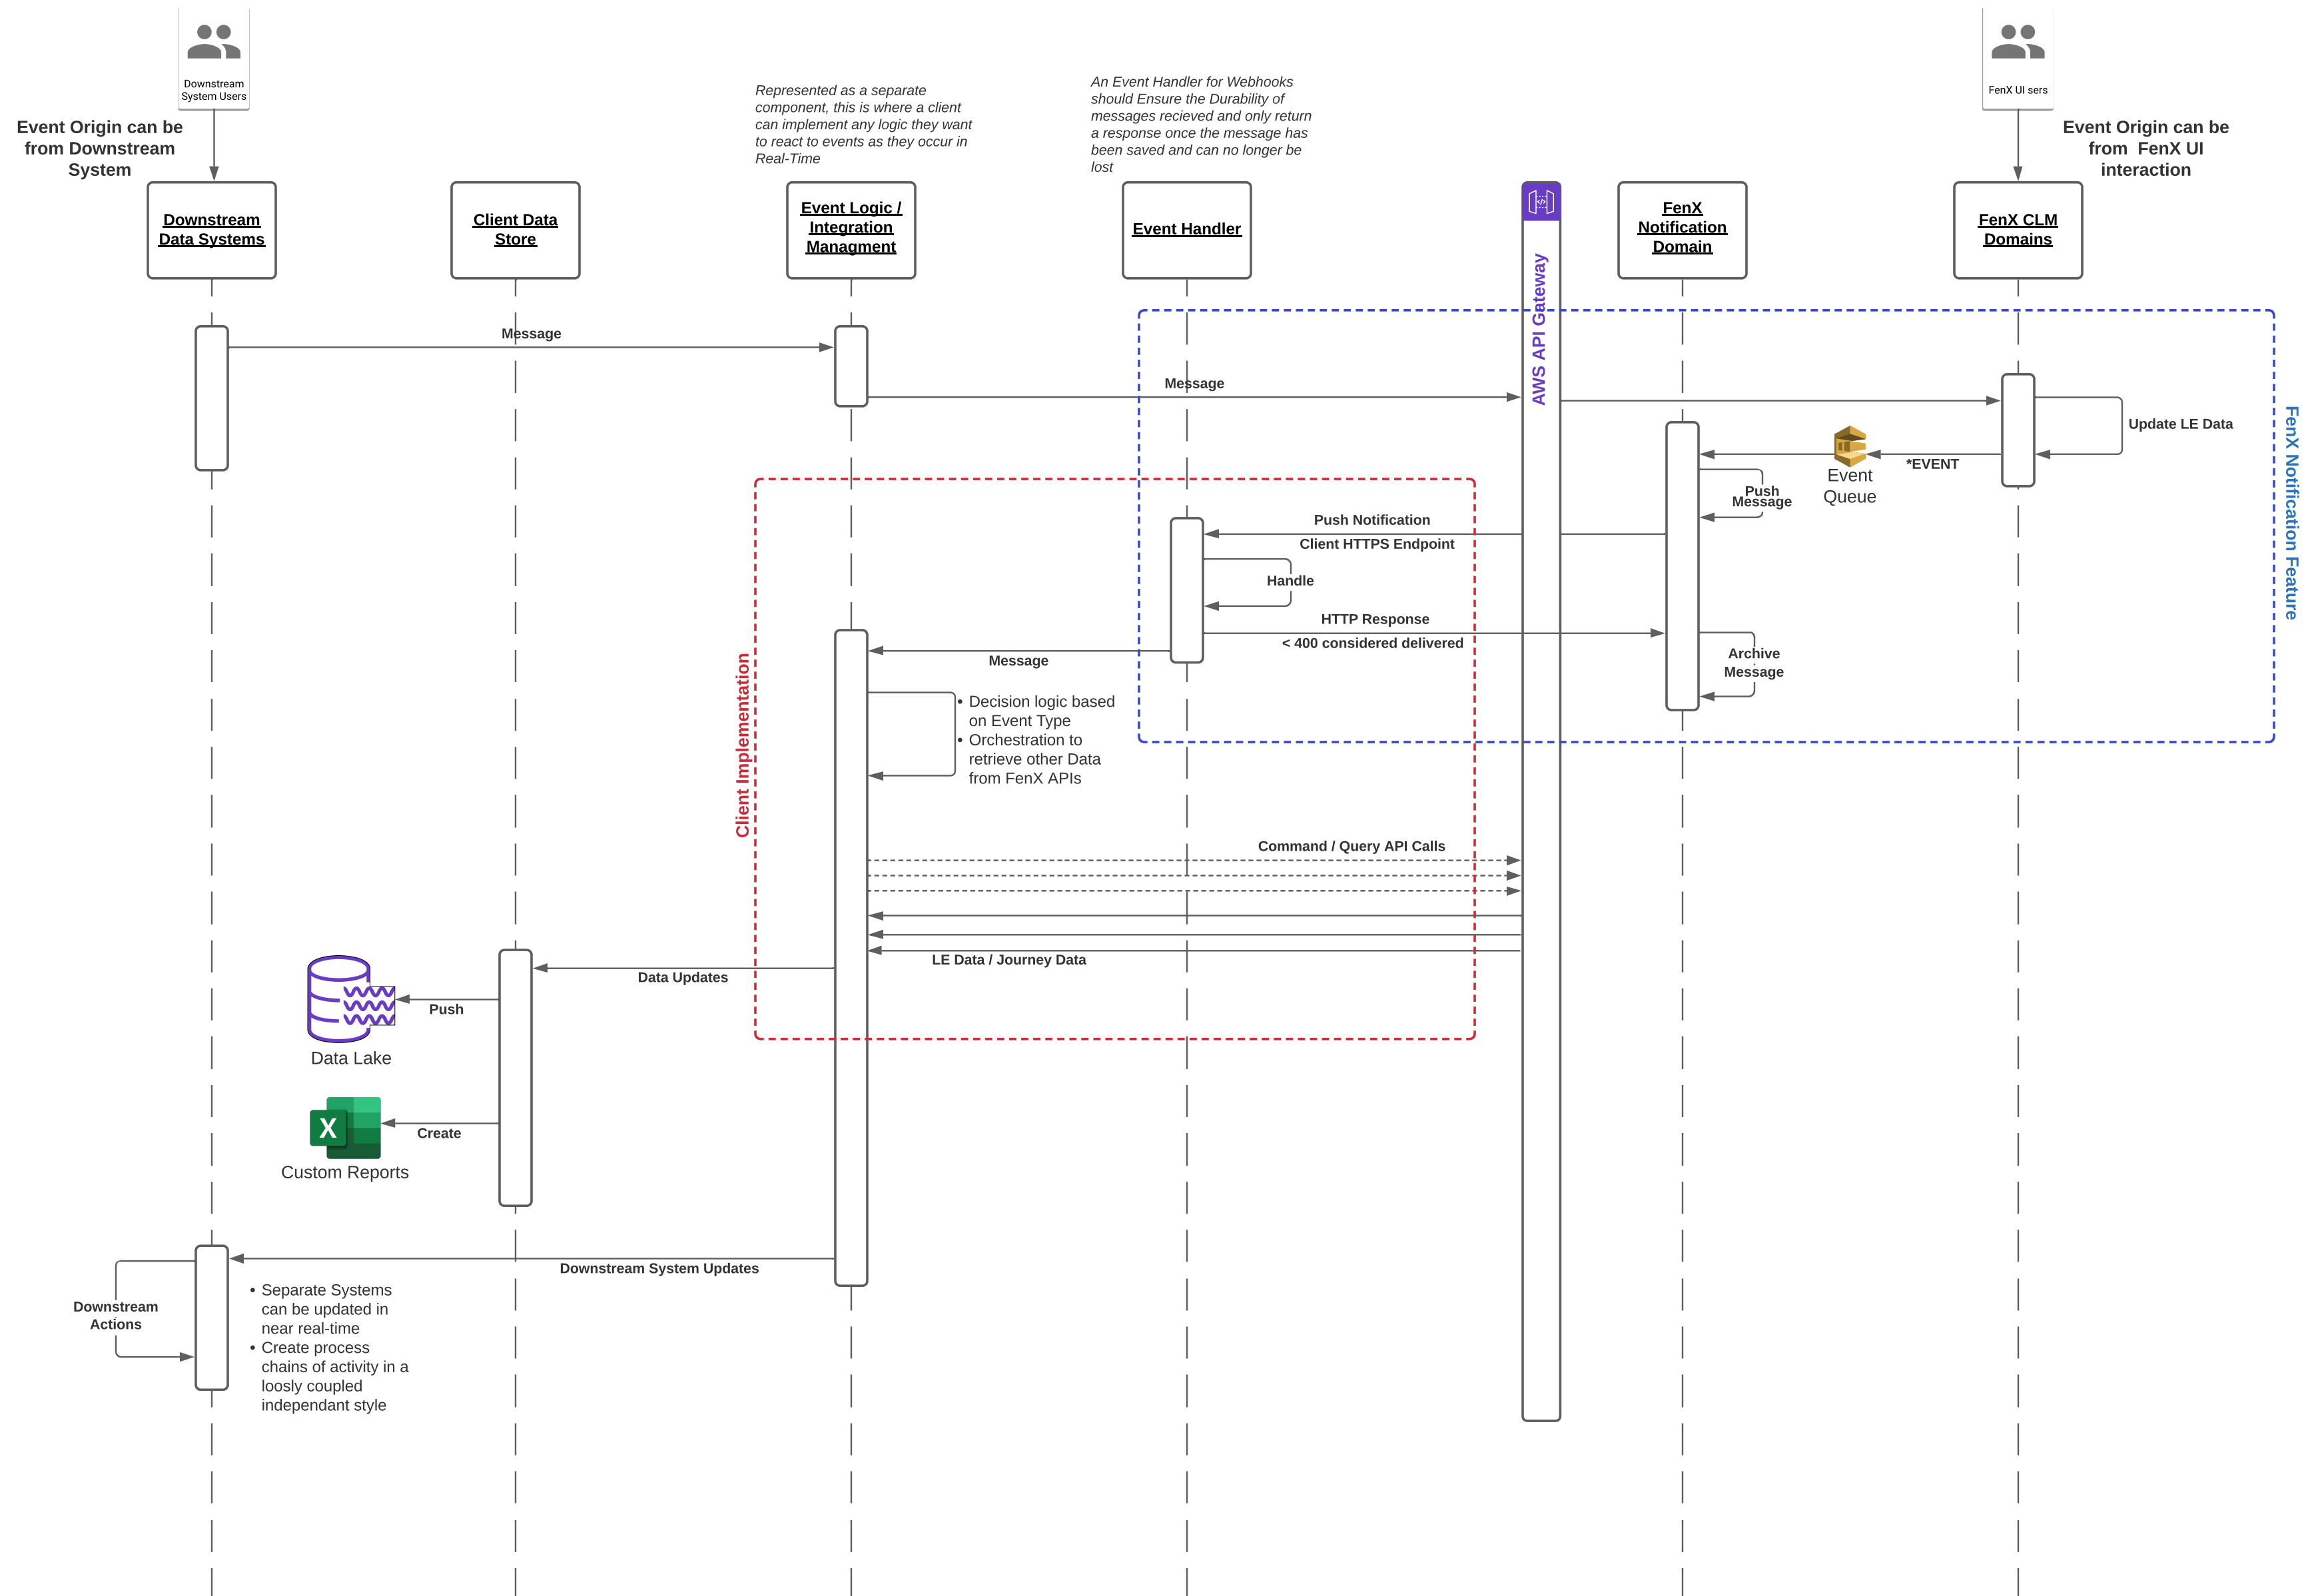 Downstream
System Users
FenX UI sers
Event Origin can be
from Downstream
System
Represented as a separate
component, this is where a client
can implement any logic they want
to react to events as they occur in
Real-Time
An Event Handler for Webhooks
should Ensure the Durability of
messages recieved and only return
a response once the message has
been saved and can no longer be
lost
Event Origin can be
from FenX UI
interaction
Downstream
Data Systems
Client Data
Store
Event Logic /
Integration
Managment
Event Handler
AWS API Gateway
FenX
Notification
Domain
FenX CLM
Domains
Message
Message
Update LE Data
*EVENT
Event
Queue
Push
Message
FenX Notification Feature
Push Notification
Client HTTPS Endpoint
Handle
HTTP Response
< 400 considered delivered
Message
Archive
Message
Client Implementation
• Decision logic based
on Event Type
• Orchestration to
retrieve other Data
from FenX APIs
Command / Query API Calls
LE Data / Journey Data
Data Updates
Push
Data Lake
X
Create
Custom Reports
Downstream System Updates
Downstream
Actions
• Separate Systems
can be updated in
near real-time
• Create process
chains of activity in a
loosly coupled
independant style